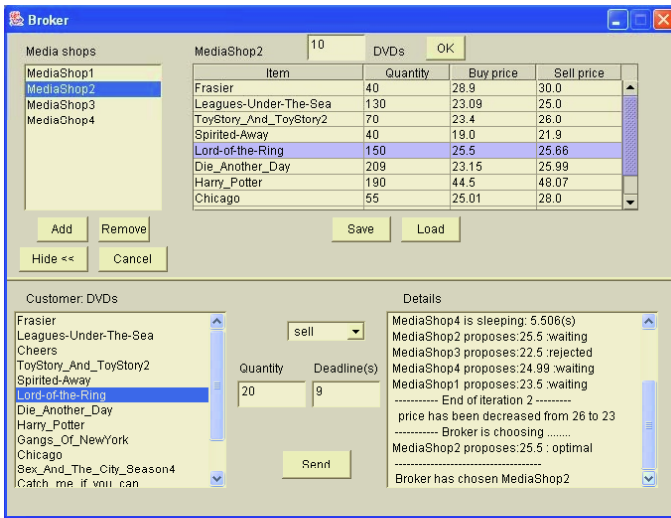 Broker
Media shops
MediaShop2 10 DVDs OK
MediaShop1
MediaShop2
MediaShop3
MediaShop4
Item Quantity Buy price Sell price
Frasier 40 28.9 30.0
Leagues-Under-The-Sea 130 23.09 25.0
ToyStory_And_ToyStory2 70 23.4 26.0
Spirited-Away 40 19.0 21.9
Lord-of-the-Ring 150 25.5 25.66
Die_Another_Day 209 23.15 25.99
Harry_Potter 190 44.5 48.07
Chicago 55 25.01 28.0
Add Remove
Save Load
Hide << Cancel
Customer: DVDs
Frasier
Leagues-Under-The-Sea
Cheers
ToyStory_And_ToyStory2
Spirited-Away
Lord-of-the-Ring
Die_Another_Day
Harry_Potter
Gangs_Of_NewYork
Chicago
Sex_And_The_City_Season4
Catch_me_if_you_can
sell
Quantity Deadline(s)
20 9
Send
Details
MediaShop4 is sleeping: 5.506(s)
MediaShop2 proposes:25.5 :waiting
MediaShop3 proposes:22.5 :rejected
MediaShop4 proposes:24.99 :waiting
MediaShop1 proposes:23.5 :waiting
---------- End of iteration 2 ---------
price has been decreased from 26 to 23
---------- Broker is choosing ........
MediaShop2 proposes:25.5 : optimal
-----------------------------------
Broker has chosen MediaShop2